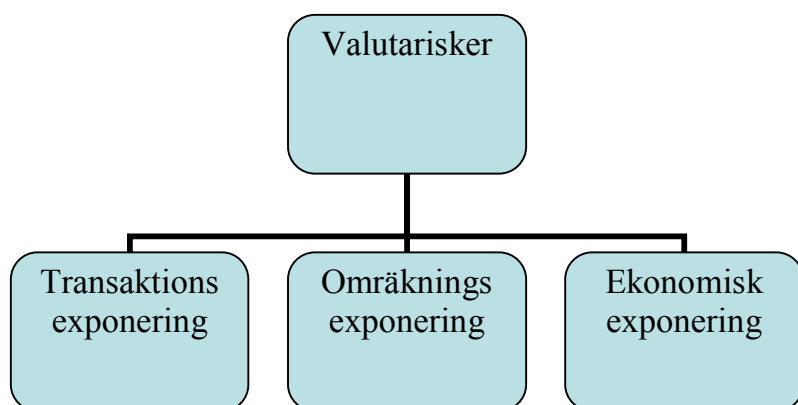 Valutarisker
Transaktions
exponering
Omräknings
exponering
Ekonomisk
exponering